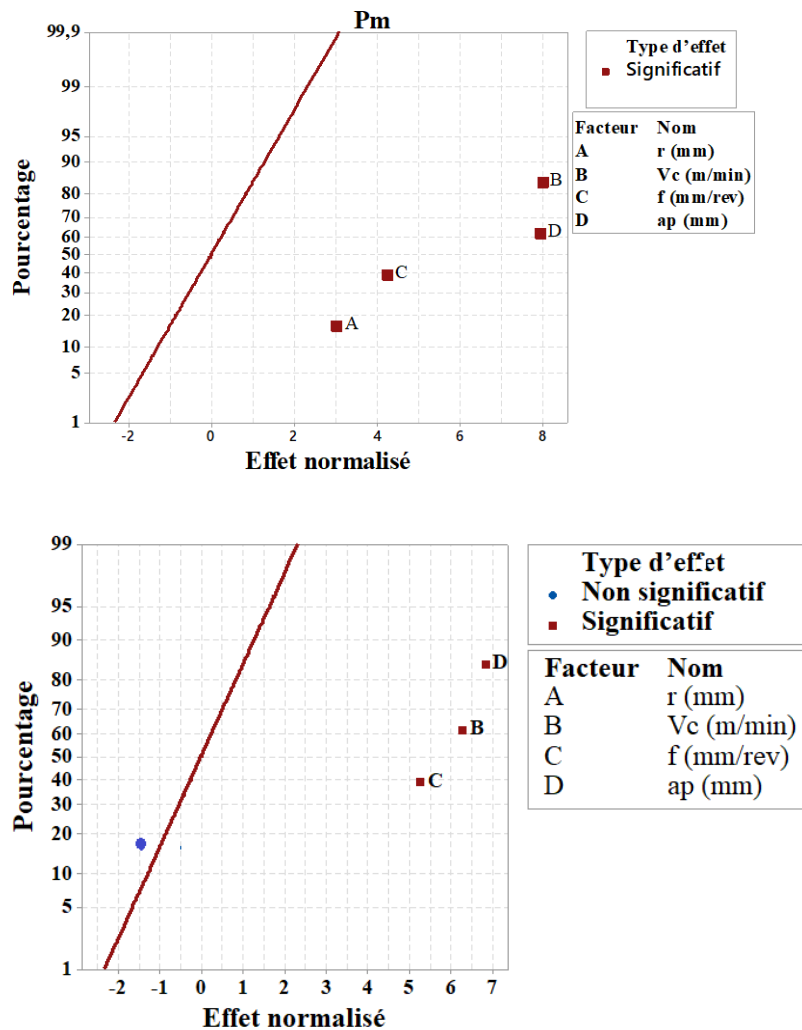 Pm
99,9
99
95
90
80
70
60
50
40
30
20
10
5
1
Pourcentage
B
D
C
A
-2
0
2
4
6
8
Effet normalisé
Type d'effet
Significatif
Facteur Nom
A r (mm)
B Vc (m/min)
C f (mm/rev)
D ap (mm)
99
95
90
80
70
60
50
40
30
20
10
5
1
Pourcentage
D
B
C
-2 -1 0 1 2 3 4 5 6 7
Effet normalisé
Type d'effet
Non significatif
Significatif
Facteur Nom
A r (mm)
B Vc (m/min)
C f (mm/rev)
D ap (mm)